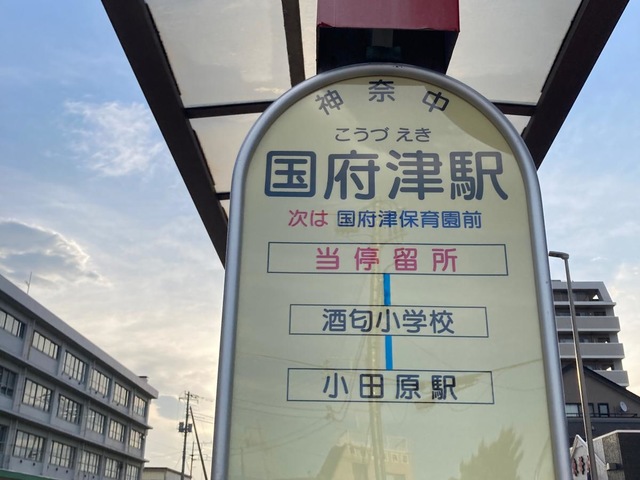 神奈中
こうづえき
国府津駅
次は 国府津保育園前
当停留所
酒匂小学校
小田原駅